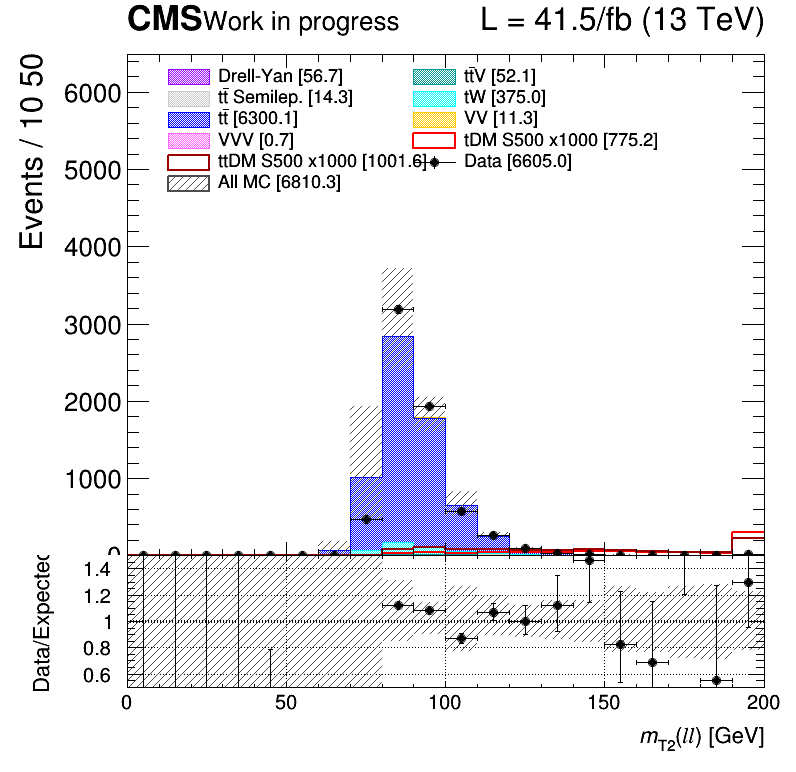 CMS Work in progress L = 41.5/fb (13 TeV)
Events / 10 50
Drell-Yan [56.7] tt̄V [52.1]
tt̄ Semilep. [14.3] tW [375.0]
tt̄ [6300.1] VV [11.3]
VVV [0.7] tDM S500 x1000 [775.2]
ttDM S500 x1000 [1001.6] Data [6605.0]
All MC [6810.3]
6000
5000
4000
3000
2000
1000
0
Data/Expected
1.4
1.2
1
0.8
0.6
0 50 100 150 200
m_T2(ll) [GeV]